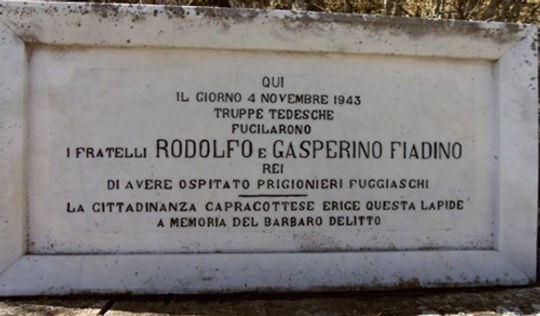 QUI
IL GIORNO 4 NOVEMBRE 1943
TRUPPE TEDESCHE
FUCILARONO
I FRATELLI RODOLFO E GASPERINO FIADINO
REI
DI AVERE OSPITATO PRIGIONIERI FUGGIASCHI
LA CITTADINANZA CAPRACOTTESE ERIGE QUESTA LAPIDE
A MEMORIA DEL BARBARO DELITTO